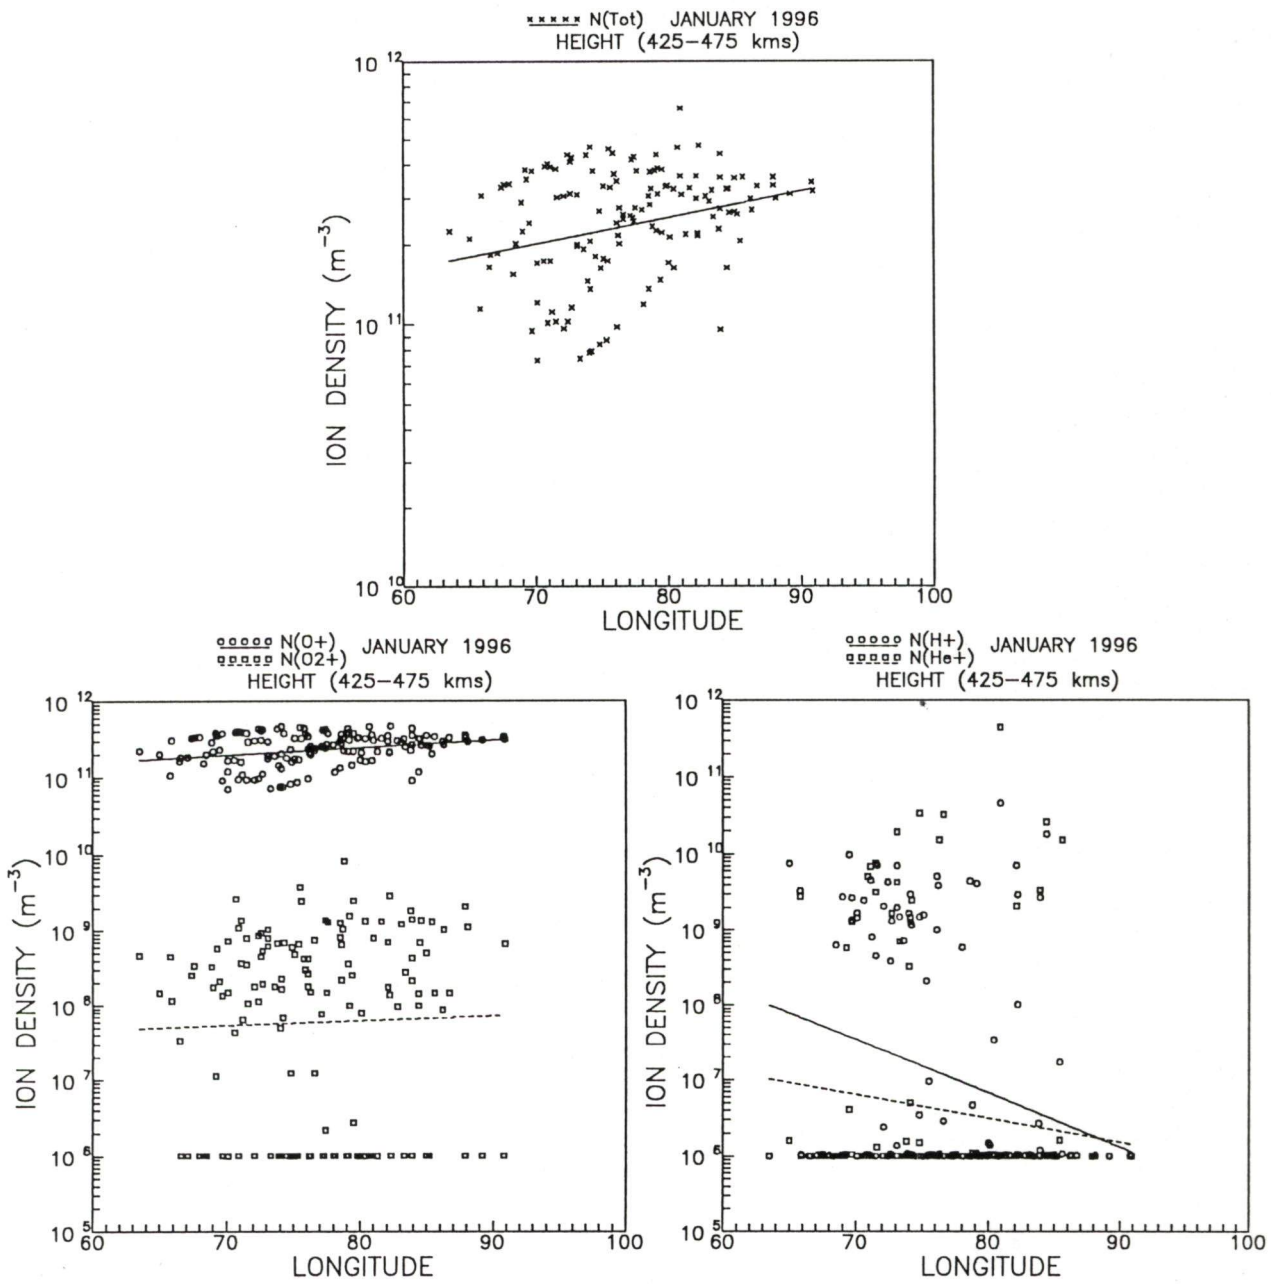 ××××× N(Tot) JANUARY 1996
HEIGHT (425–475 kms)
10 12
10 11
10 10
ION DENSITY (m⁻³)
60 70 80 90 100
LONGITUDE
N(O+) JANUARY 1996
N(O2+)
HEIGHT (425–475 kms)
10 12
10 11
10 10
10 9
10 8
10 7
10 6
10 5
ION DENSITY (m⁻³)
60 70 80 90 100
LONGITUDE
N(H+) JANUARY 1996
N(He+)
HEIGHT (425–475 kms)
10 12
10 11
10 10
10 9
10 8
10 7
10 6
10 5
ION DENSITY (m⁻³)
60 70 80 90 100
LONGITUDE